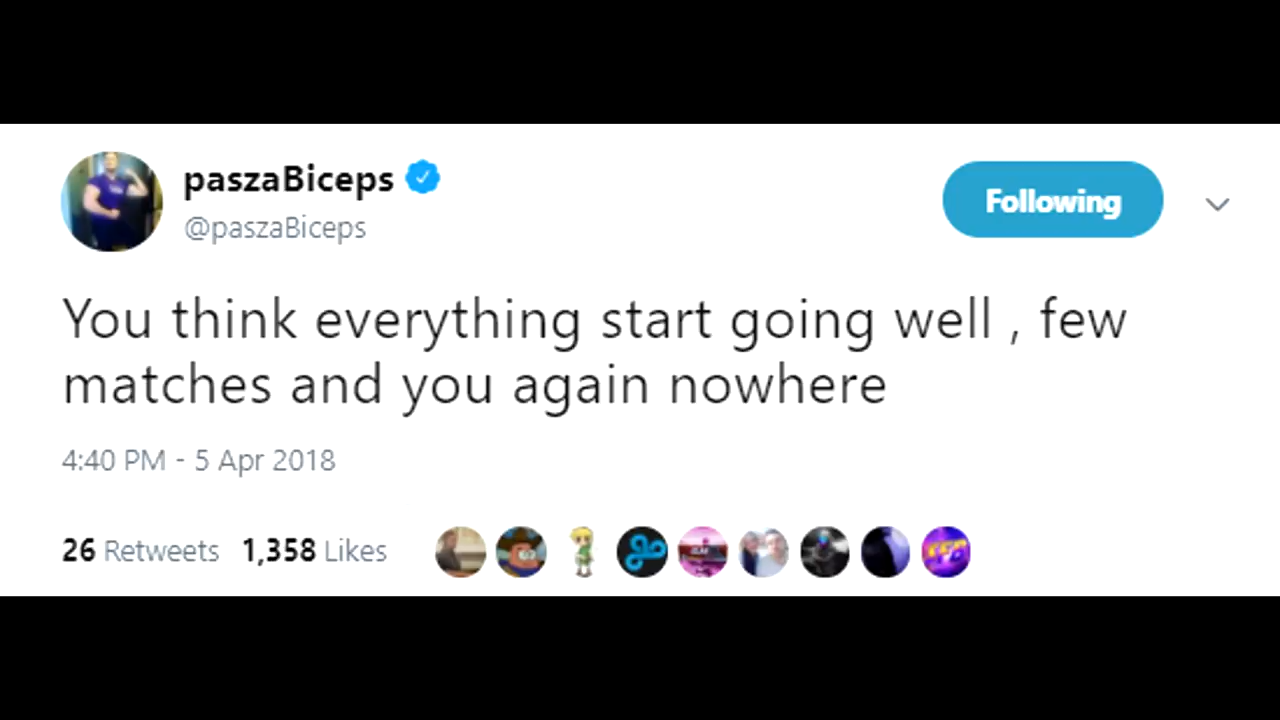 paszaBiceps
@paszaBiceps
Following
You think everything start going well , few
matches and you again nowhere
4:40 PM - 5 Apr 2018
26 Retweets 1,358 Likes